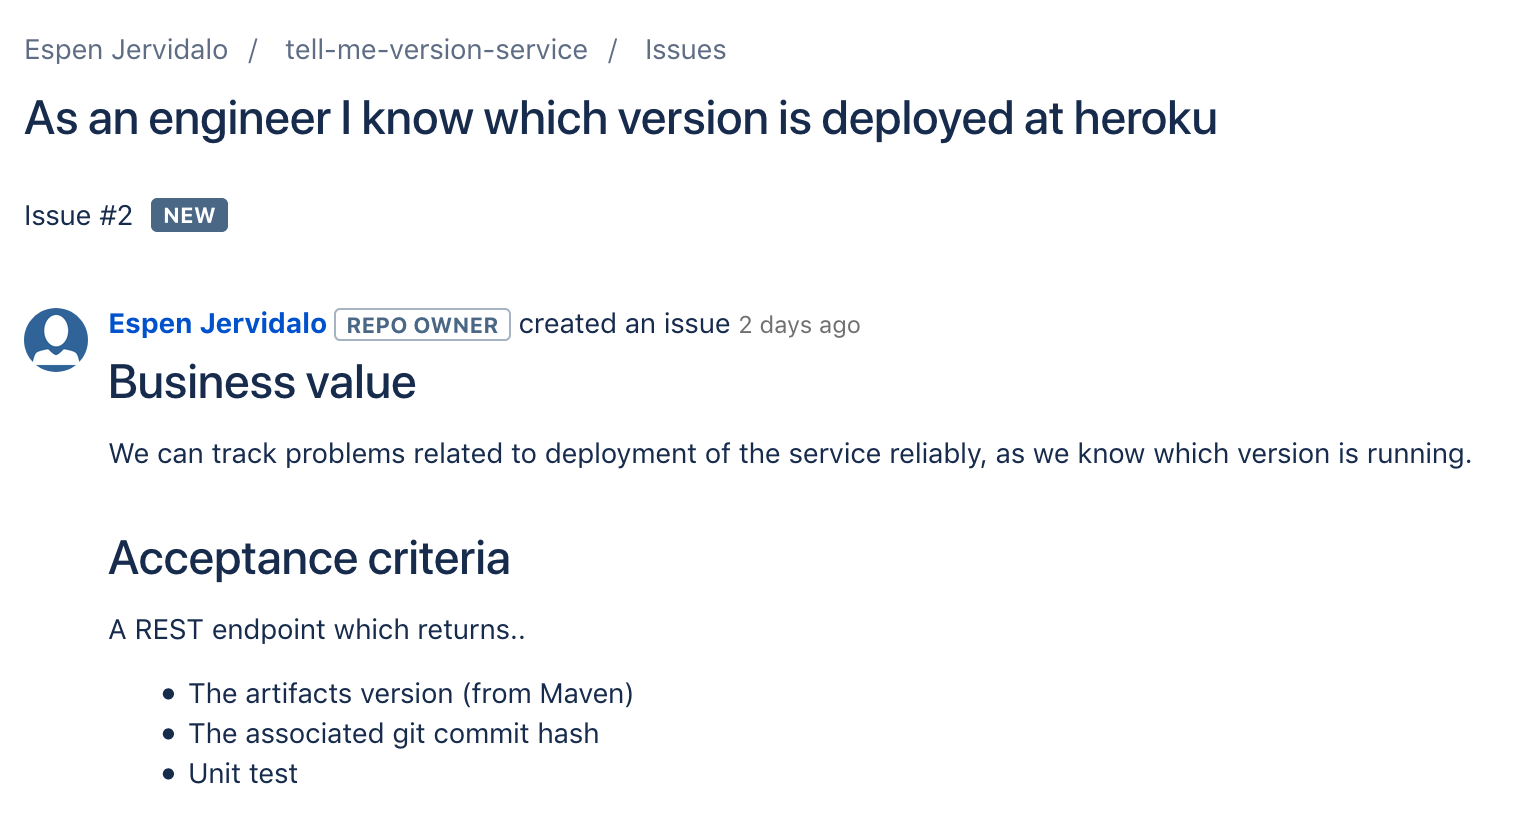 Espen Jervidalo / tell-me-version-service / Issues
As an engineer I know which version is deployed at heroku
Issue #2 NEW
Espen Jervidalo REPO OWNER created an issue 2 days ago
Business value
We can track problems related to deployment of the service reliably, as we know which version is running.
Acceptance criteria
A REST endpoint which returns..
• The artifacts version (from Maven)
• The associated git commit hash
• Unit test